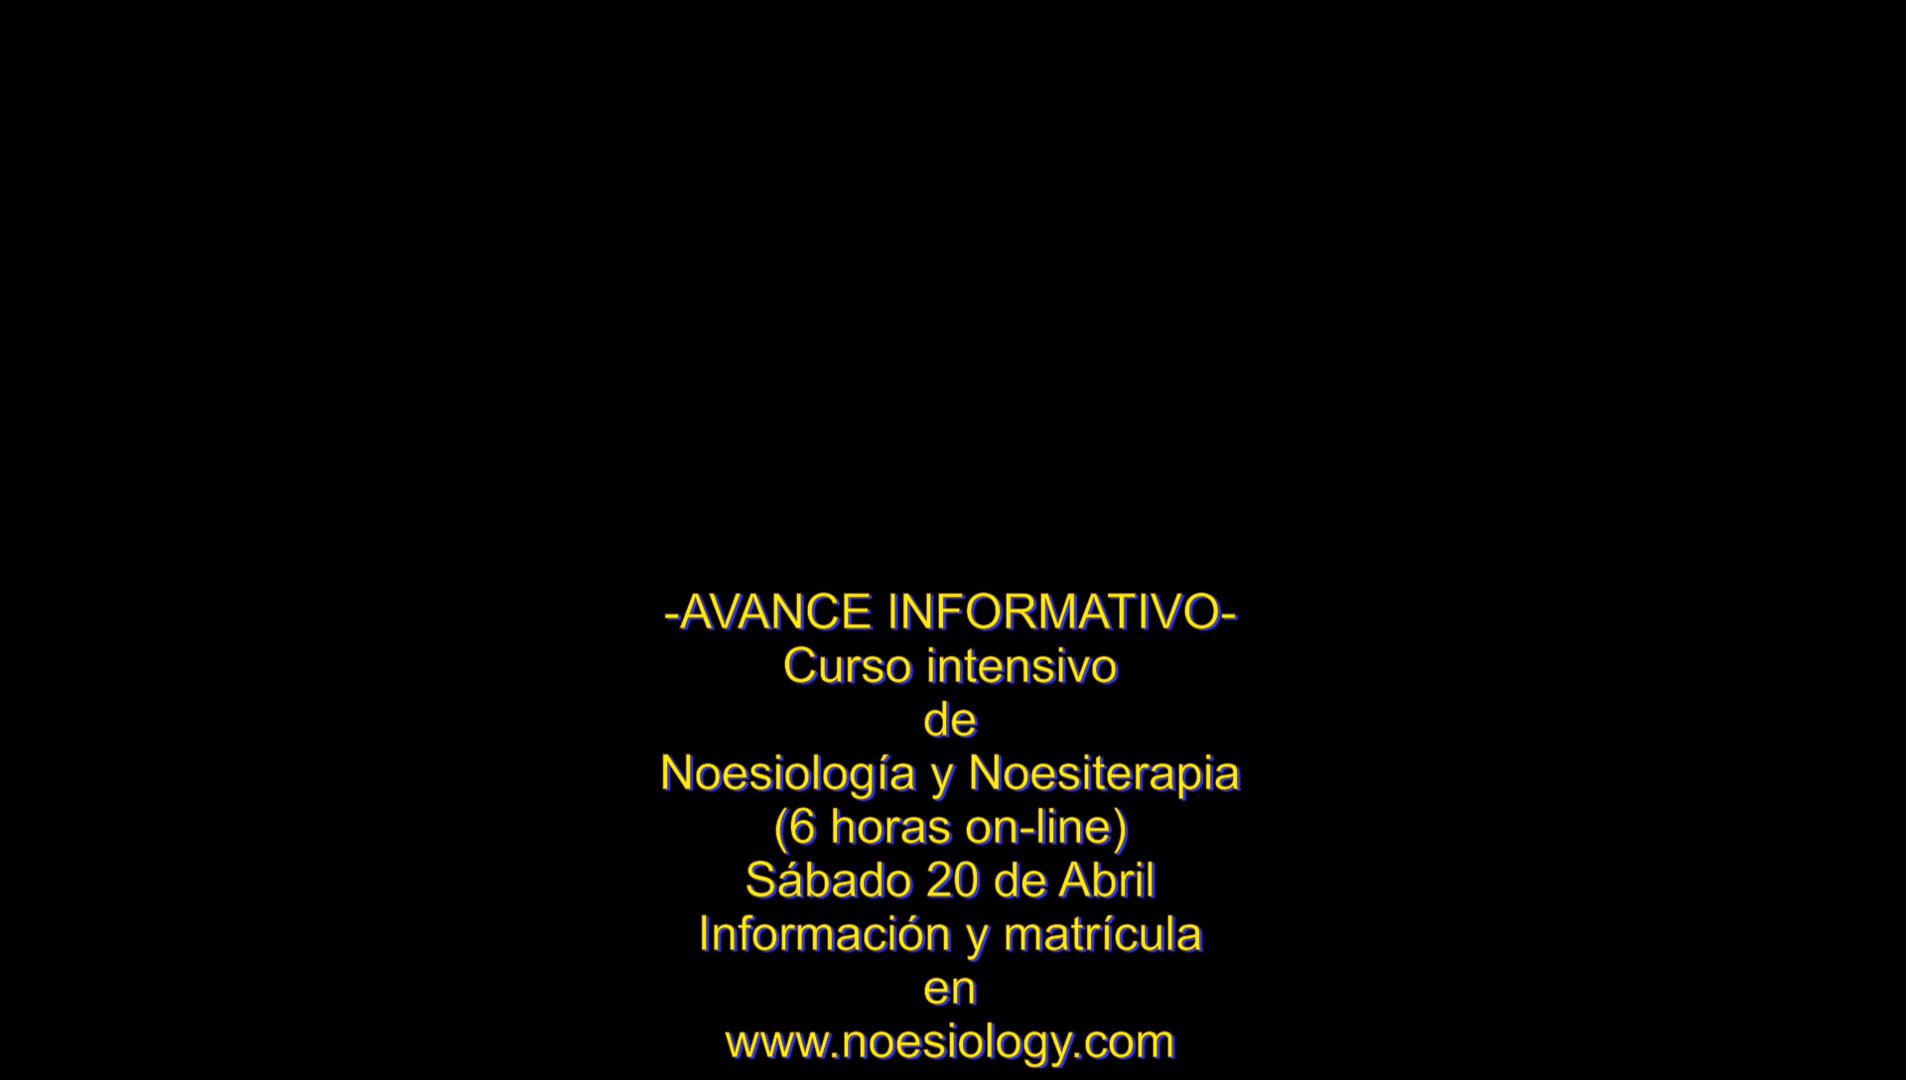 -AVANCE INFORMATIVO-
Curso intensivo
de
Noesiología y Noesiterapia
(6 horas on-line)
Sábado 20 de Abril
Información y matrícula
en
www.noesiology.com